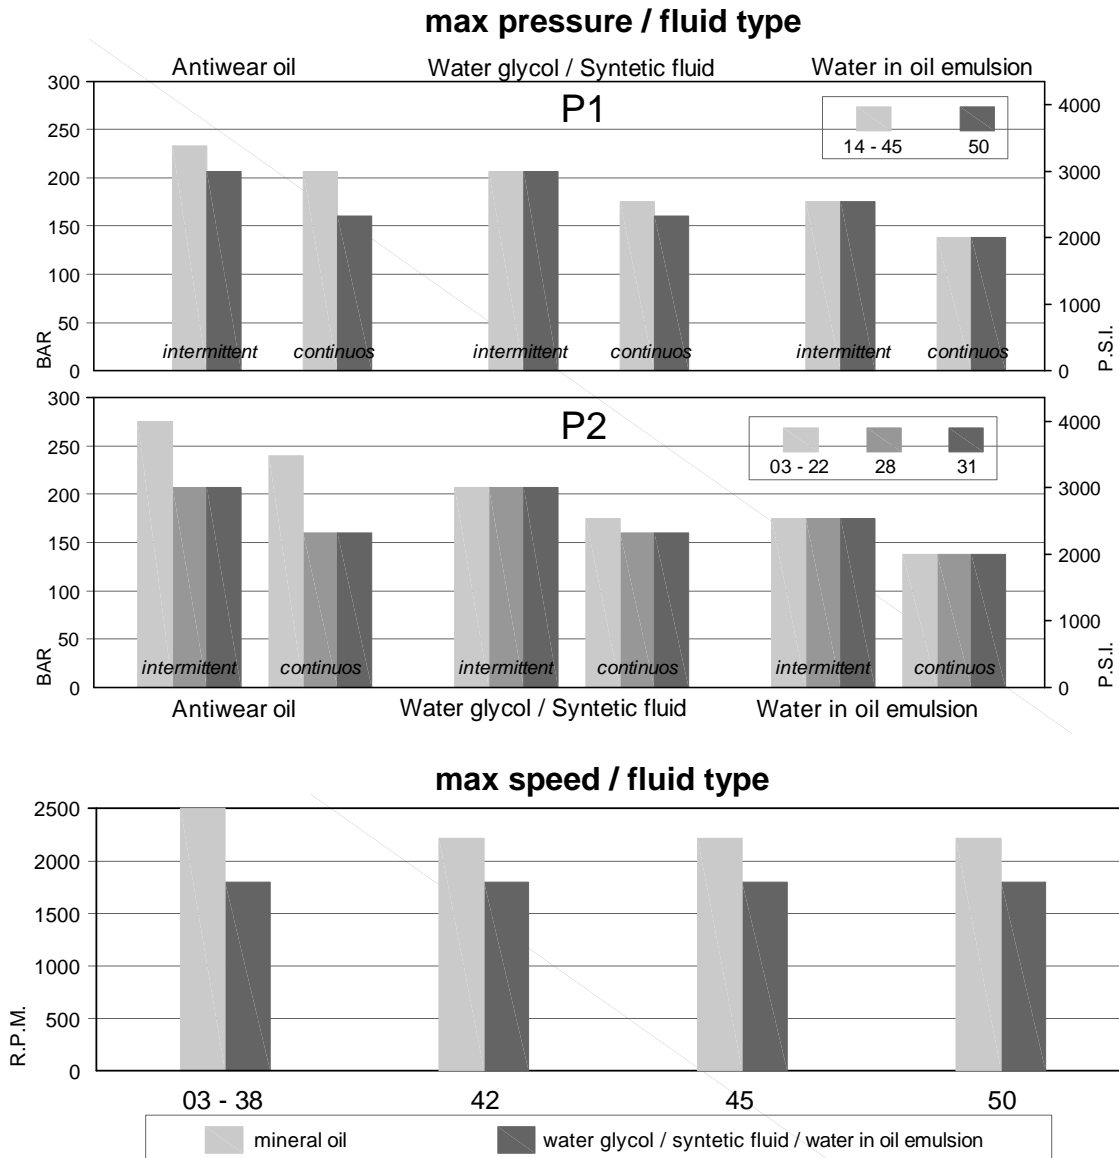 max pressure / fluid type
Antiwear oil Water glycol / Syntetic fluid Water in oil emulsion
P1
300
250
200
150
100
50
0
BAR
4000
3000
2000
1000
0
P.S.I.
14 - 45 50
intermittent continuos intermittent continuos intermittent continuos
P2
300
250
200
150
100
50
0
BAR
4000
3000
2000
1000
0
P.S.I.
03 - 22 28 31
intermittent continuos intermittent continuos intermittent continuos
Antiwear oil Water glycol / Syntetic fluid Water in oil emulsion
max speed / fluid type
2500
2000
1500
1000
500
0
R.P.M.
03 - 38 42 45 50
mineral oil water glycol / syntetic fluid / water in oil emulsion